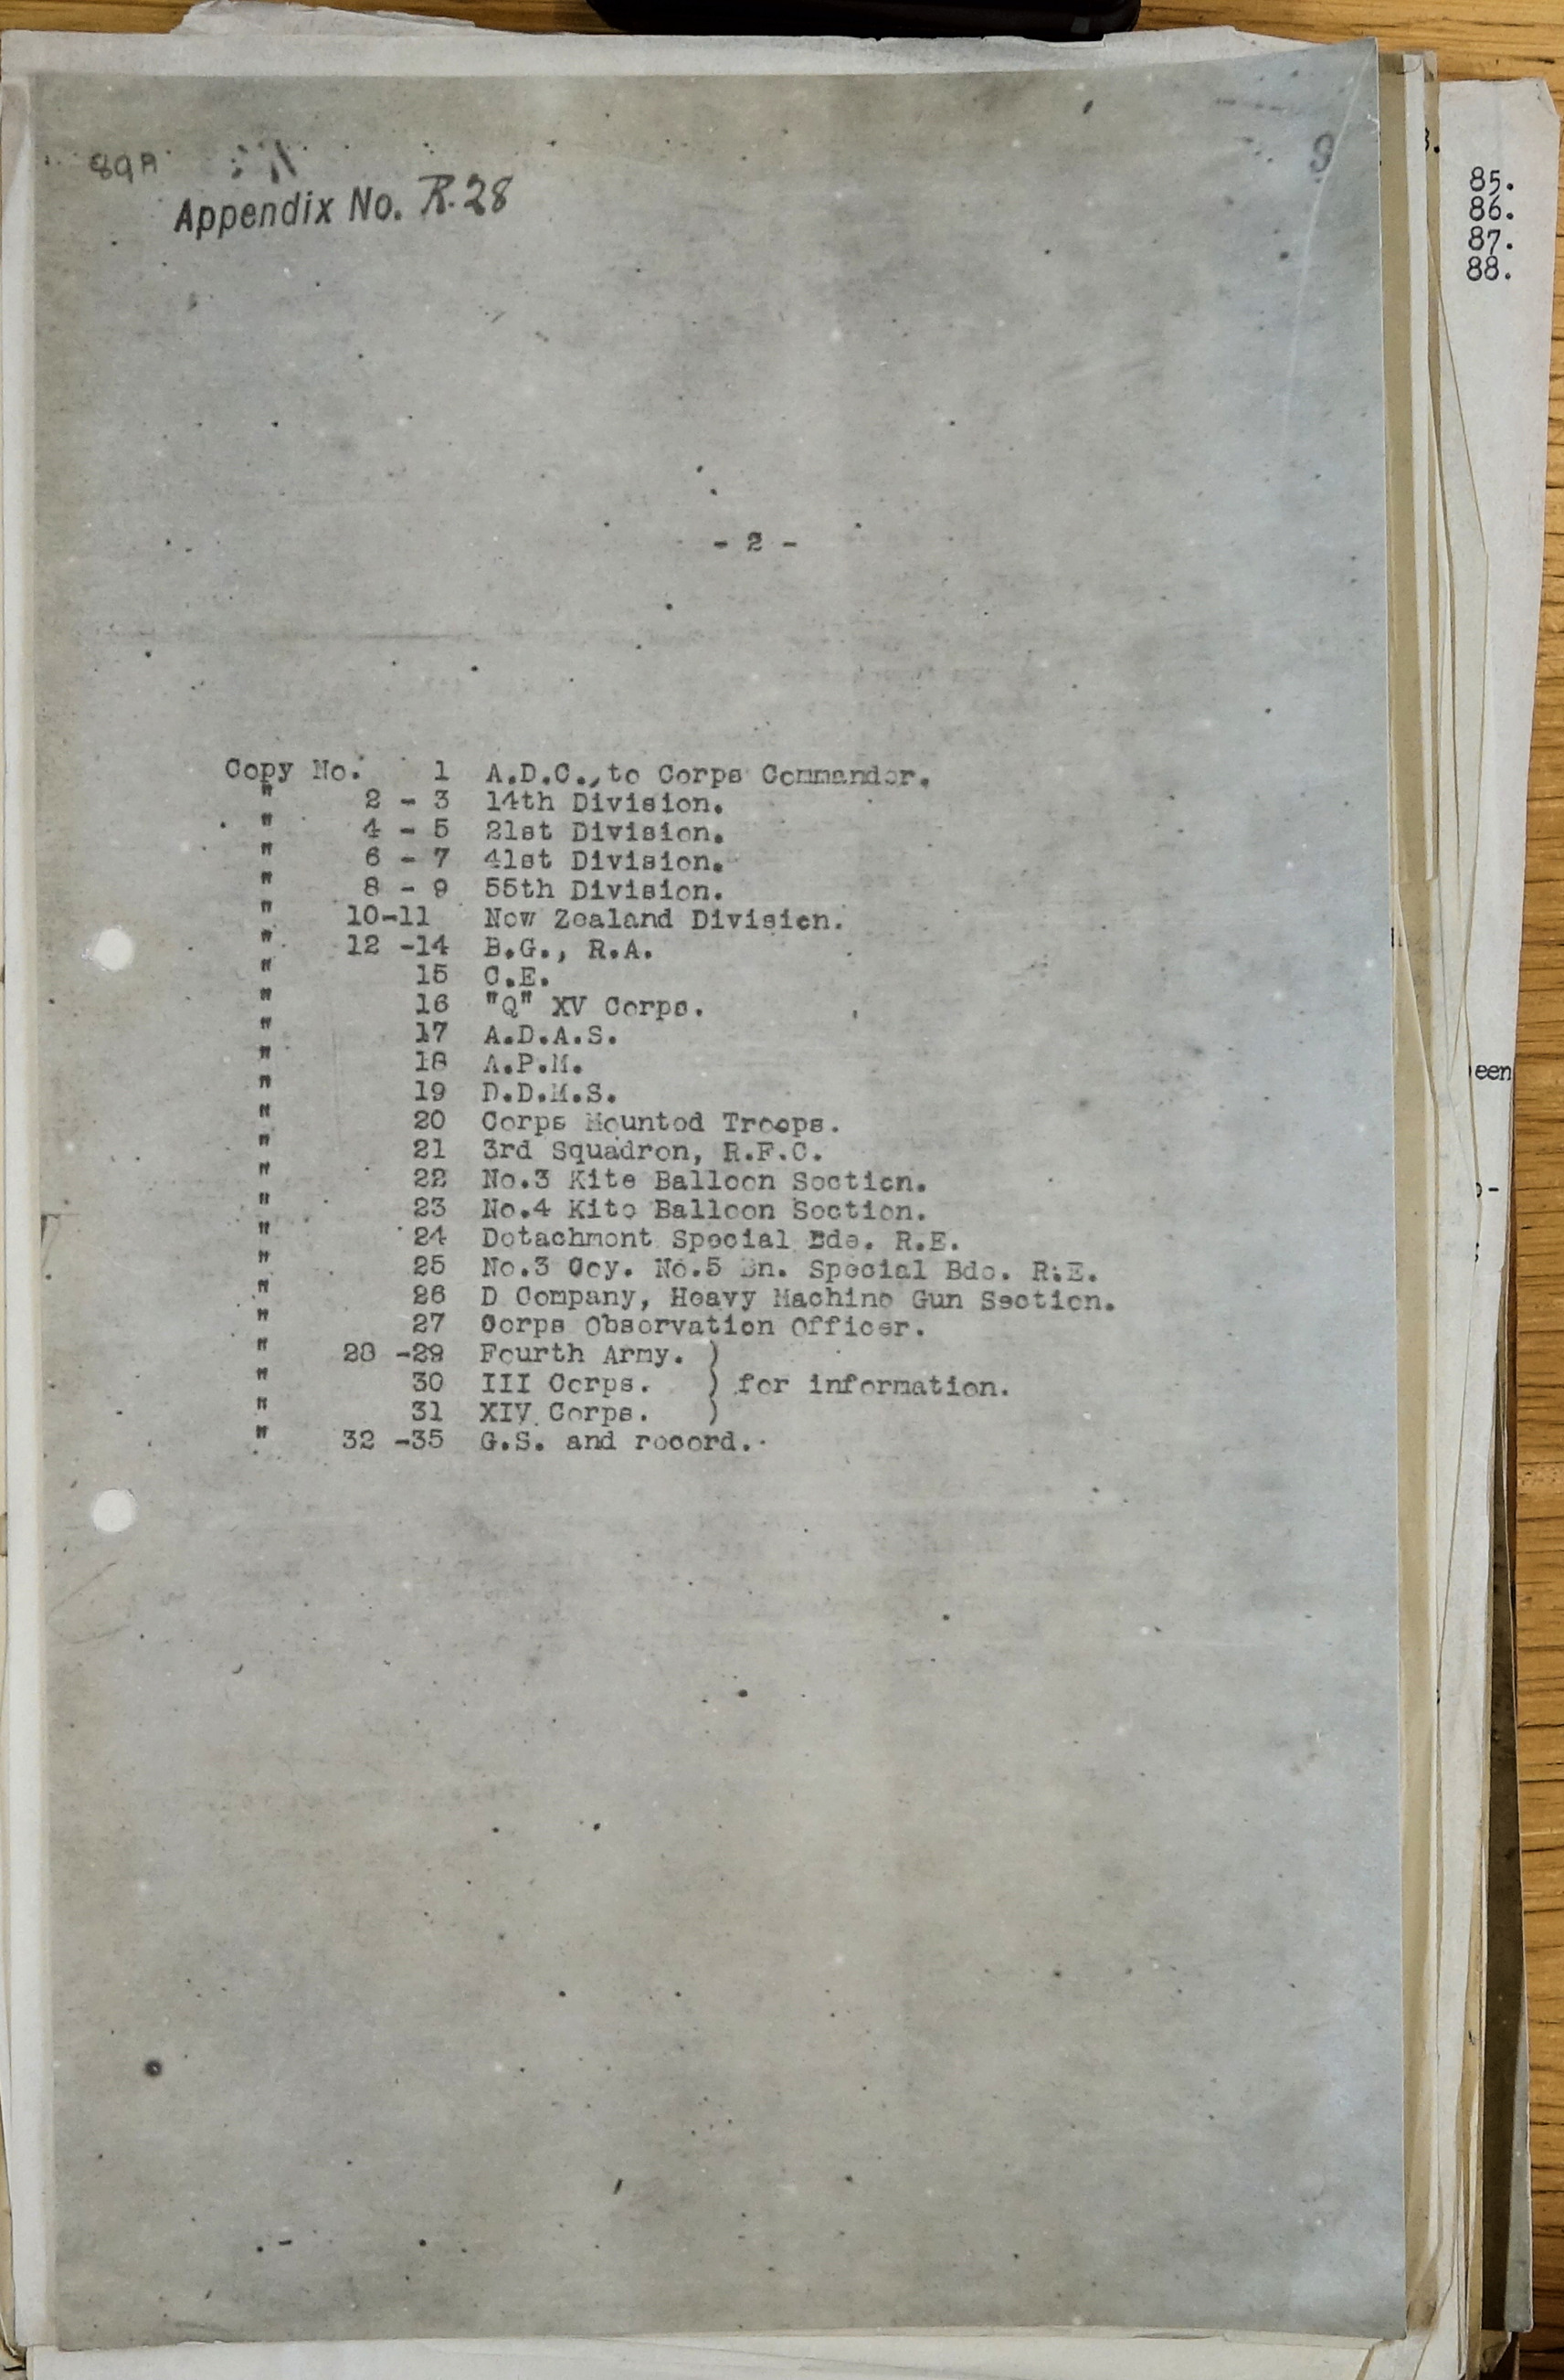 89A
9
Appendix No. R.28
85.
86.
87.
88.
- 2 -
Copy No. 1 A.D.C., to Corps Commander.
" 2 - 3 14th Division.
" 4 - 5 21st Division.
" 6 - 7 41st Division.
" 8 - 9 55th Division.
" 10-11 New Zealand Division.
" 12 -14 B.G., R.A.
" 15 C.E.
" 16 "Q" XV Corps.
" 17 A.D.A.S.
" 18 A.P.M.
" 19 D.D.M.S.
" 20 Corps Mounted Troops.
" 21 3rd Squadron, R.F.C.
" 22 No.3 Kite Balloon Section.
" 23 No.4 Kite Balloon Section.
" 24 Detachment Special Bde. R.E.
" 25 No.3 Coy. No.5 Bn. Special Bde. R.E.
" 26 D Company, Heavy Machine Gun Section.
" 27 Corps Observation Officer.
" 28 -29 Fourth Army. )
" 30 III Corps. ) for information.
" 31 XIV Corps. )
" 32 -35 G.S. and record.
een